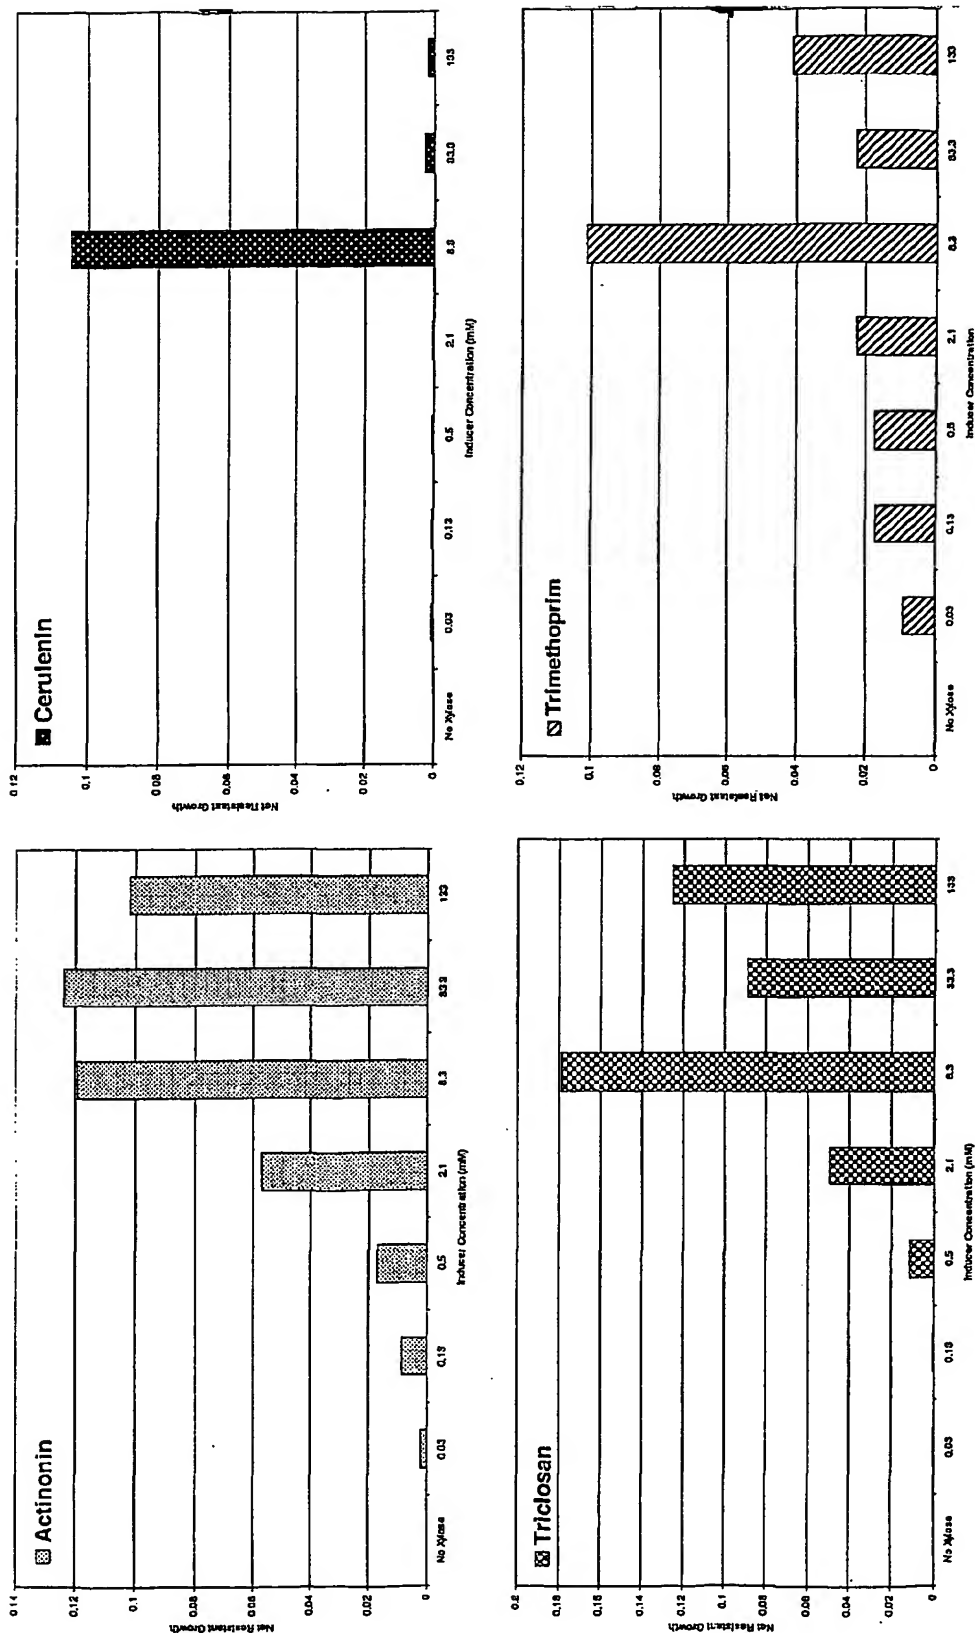 Actinonin
0.14
0.12
0.1
0.08
0.06
0.04
0.02
0
Net Resistant Growth
No Xylose 0.03 0.13 0.5 2.1 8.3 83.3 133
Inducer Concentration (mM)
Cerulenin
0.12
0.1
0.08
0.06
0.04
0.02
0
Net Resistant Growth
No Xylose 0.03 0.13 0.5 2.1 8.3 83.3 133
Inducer Concentration (mM)
Triclosan
0.2
0.18
0.16
0.14
0.12
0.1
0.08
0.06
0.04
0.02
0
Net Resistant Growth
No Xylose 0.03 0.13 0.5 2.1 8.3 83.3 133
Inducer Concentration (mM)
Trimethoprim
0.12
0.1
0.08
0.06
0.04
0.02
0
Net Resistant Growth
No Xylose 0.03 0.13 0.5 2.1 8.3 83.3 133
Inducer Concentration